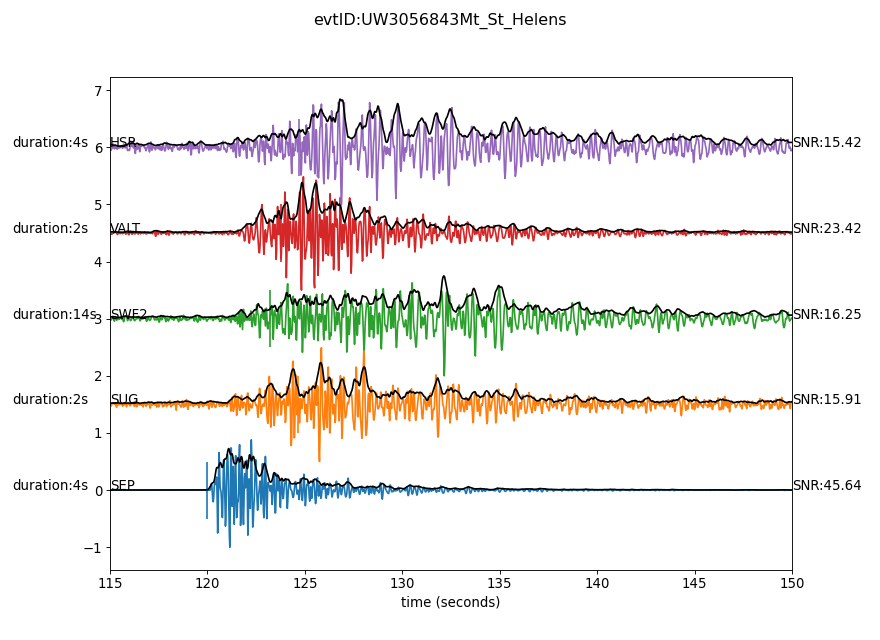 evtID:UW3056843Mt_St_Helens
7
duration:4s HSR SNR:15.42
6
5
duration:2s VALT SNR:23.42
4
duration:14s SWF2 SNR:16.25
3
2
duration:2s SUG SNR:15.91
1
duration:4s SEP SNR:45.64
0
−1
115 120 125 130 135 140 145 150
time (seconds)